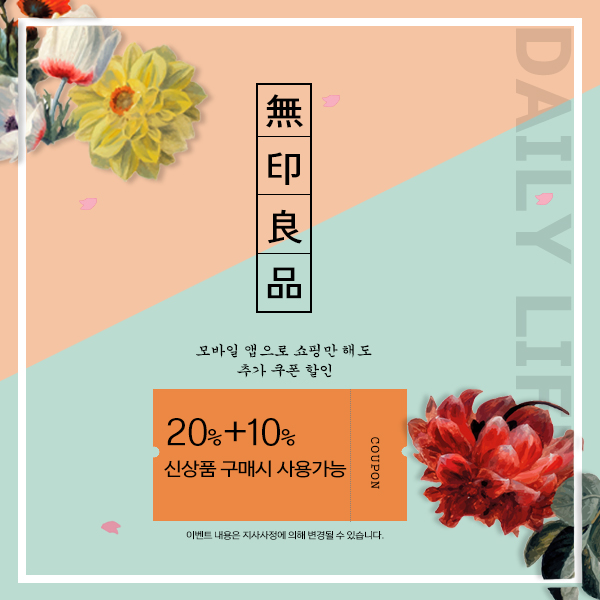 DAILY LIF
無
印
良
品
모바일 앱으로 쇼핑만 해도
추가 쿠폰 할인
20%+10%
신상품 구매시 사용가능
COUPON
이벤트 내용은 지사사정에 의해 변경될 수 있습니다.